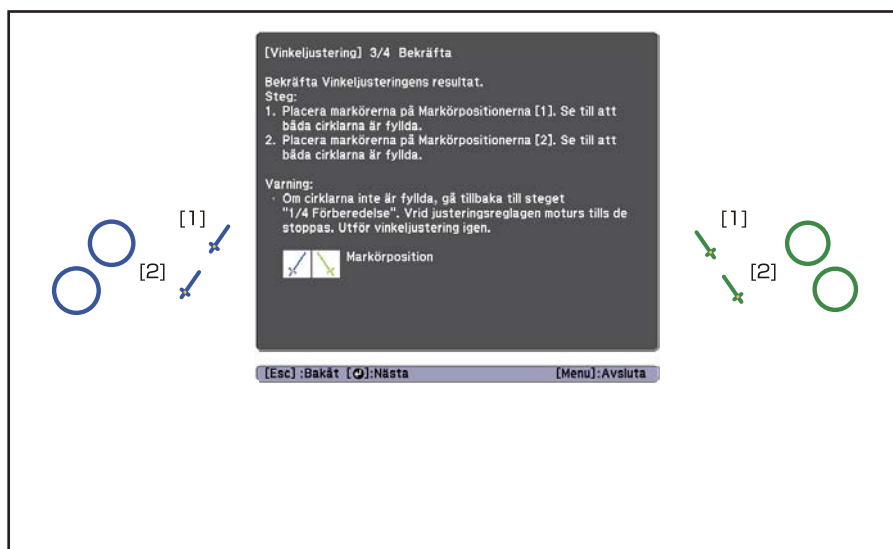 [Vinkeljustering] 3/4 Bekräfta
Bekräfta Vinkeljusteringens resultat.
Steg:
1. Placera markörerna på Markörpositionerna [1]. Se till att
båda cirklarna är fyllda.
2. Placera markörerna på Markörpositionerna [2]. Se till att
båda cirklarna är fyllda.
Varning:
· Om cirklarna inte är fyllda, gå tillbaka till steget
"1/4 Förberedelse". Vrid justeringsreglagen moturs tills de
stoppas. Utför vinkeljustering igen.
Markörposition
[1]
[2]
[1]
[2]
[Esc] :Bakåt [⏎]:Nästa [Menu]:Avsluta